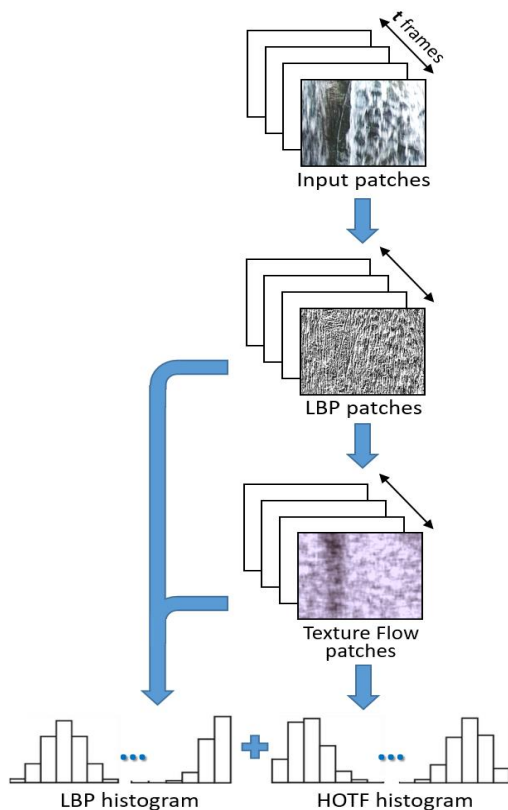 t frames
Input patches
LBP patches
Texture Flow
patches
LBP histogram
HOTF histogram